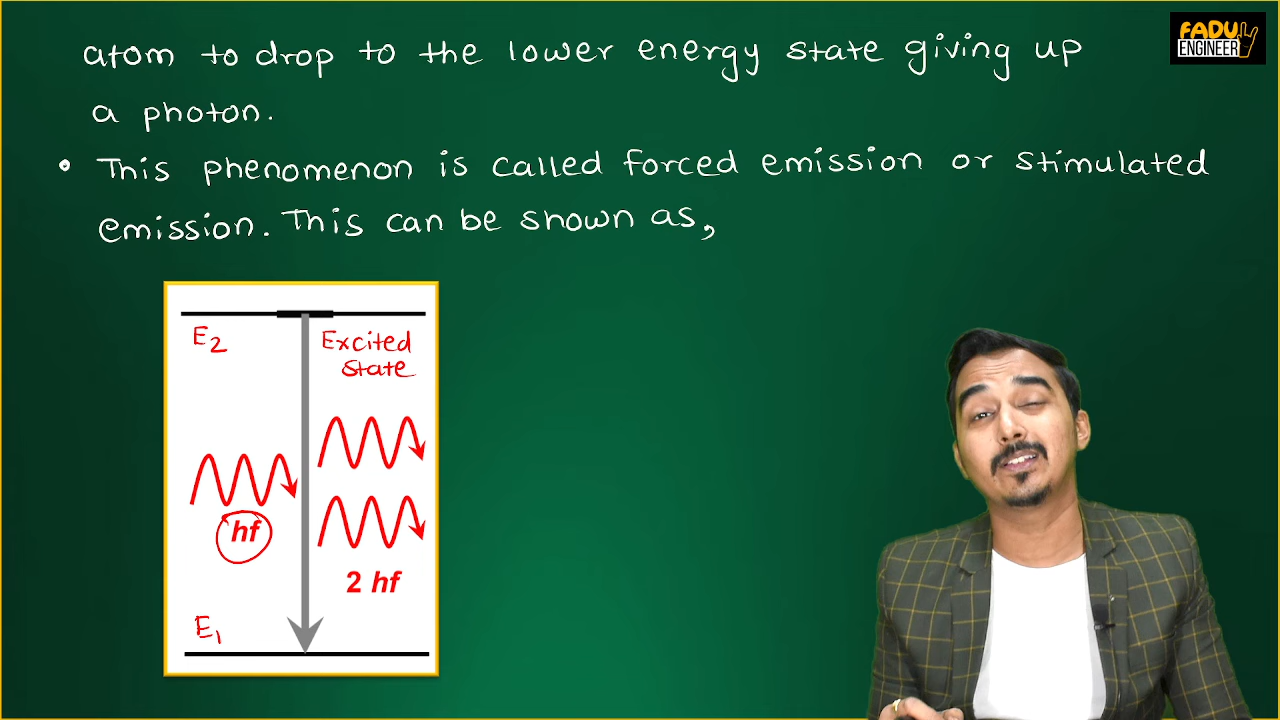 FADU
ENGINEER
atom to drop to the lower energy state giving up
a photon.
• This phenomenon is called forced emission or stimulated
emission. This can be shown as,
E2
Excited
state
hf
2 hf
E1